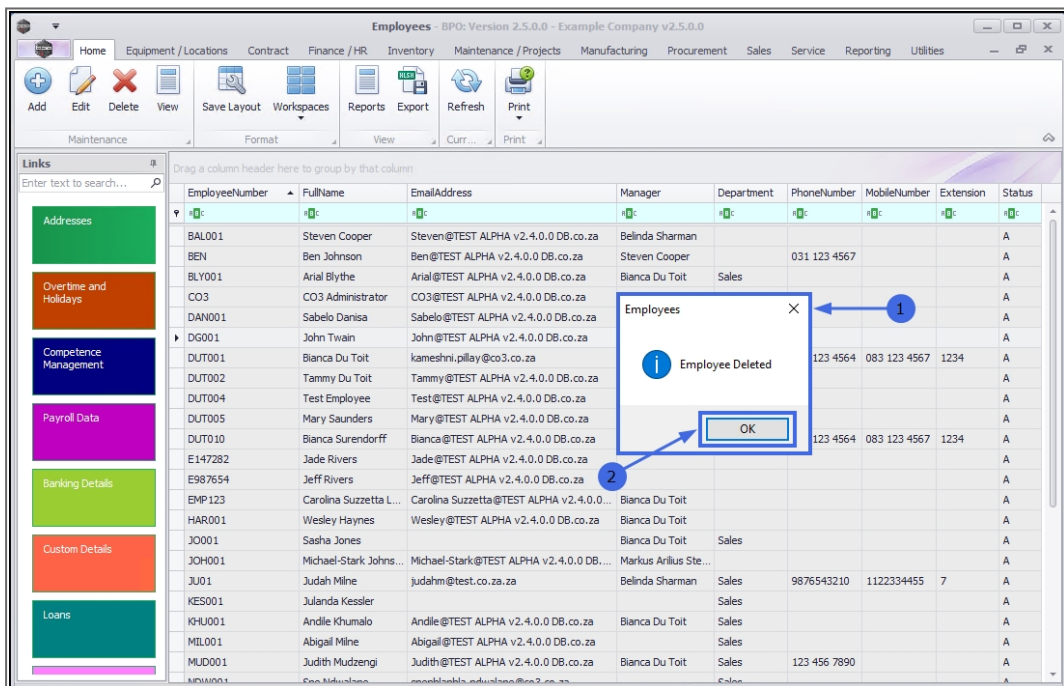 Employees - BPO: Version 2.5.0.0 - Example Company v2.5.0.0
Home Equipment / Locations Contract Finance / HR Inventory Maintenance / Projects Manufacturing Procurement Sales Service Reporting Utilities
Add Edit Delete View Save Layout Workspaces Reports Export Refresh Print
Maintenance Format View Curr... Print
Links
Drag a column header here to group by that column
Enter text to search...
EmployeeNumber FullName EmailAddress Manager Department PhoneNumber MobileNumber Extension Status
Addresses
Overtime and
Holidays
Competence
Management
Payroll Data
Banking Details
Custom Details
Loans
BAL001 Steven Cooper Steven@TEST ALPHA v2.4.0.0 DB.co.za Belinda Sharman A
BEN Ben Johnson Ben@TEST ALPHA v2.4.0.0 DB.co.za Steven Cooper 031 123 4567 A
BLY001 Arial Blythe Arial@TEST ALPHA v2.4.0.0 DB.co.za Bianca Du Toit Sales A
CO3 CO3 Administrator CO3@TEST ALPHA v2.4.0.0 DB.co.za A
DAN001 Sabelo Danisa Sabelo@TEST ALPHA v2.4.0.0 DB.co.za A
DG001 John Twain John@TEST ALPHA v2.4.0.0 DB.co.za A
DUT001 Bianca Du Toit kameshni.pillay@co3.co.za 123 4564 083 123 4567 1234 A
DUT002 Tammy Du Toit Tammy@TEST ALPHA v2.4.0.0 DB.co.za A
DUT004 Test Employee Test@TEST ALPHA v2.4.0.0 DB.co.za A
DUT005 Mary Saunders Mary@TEST ALPHA v2.4.0.0 DB.co.za A
DUT010 Bianca Surendorff Bianca@TEST ALPHA v2.4.0.0 DB.co.za 123 4564 083 123 4567 1234 A
E147282 Jade Rivers Jade@TEST ALPHA v2.4.0.0 DB.co.za A
E987654 Jeff Rivers Jeff@TEST ALPHA v2.4.0.0 DB.co.za A
EMP123 Carolina Suzzetta L... Carolina Suzzetta@TEST ALPHA v2.4.0.0... Bianca Du Toit A
HAR001 Wesley Haynes Wesley@TEST ALPHA v2.4.0.0 DB.co.za Bianca Du Toit A
JO001 Sasha Jones Bianca Du Toit Sales A
JOH001 Michael-Stark Johns... Michael-Stark@TEST ALPHA v2.4.0.0 DB.... Markus Arilius Ste... A
JU01 Judah Milne judahm@test.co.za.za Belinda Sharman Sales 9876543210 1122334455 7 A
KES001 Julanda Kessler Sales A
KHU001 Andile Khumalo Andile@TEST ALPHA v2.4.0.0 DB.co.za Bianca Du Toit Sales A
MIL001 Abigail Milne Abigail@TEST ALPHA v2.4.0.0 DB.co.za Sales A
MUD001 Judith Mudzengi Judith@TEST ALPHA v2.4.0.0 DB.co.za Bianca Du Toit Sales 123 456 7890 A
Employees
1
Employee Deleted
OK
2